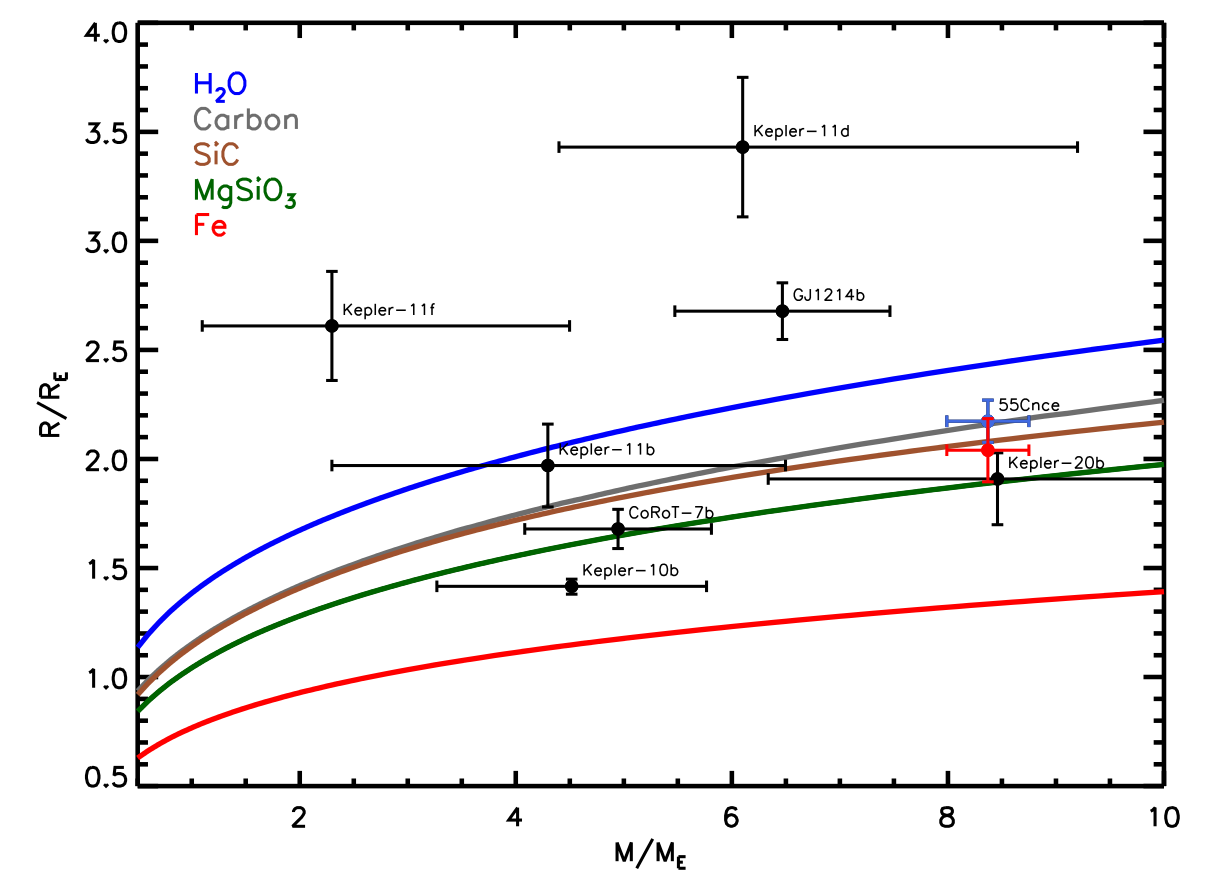 4.0
H₂O
Carbon
3.5
Kepler-11d
SiC
MgSiO₃
Fe
3.0
GJ1214b
Kepler-11f
2.5
R/R_E
55Cnce
2.0
Kepler-11b
Kepler-20b
CoRoT-7b
1.5
Kepler-10b
1.0
0.5
2 4 6 8 10
M/M_E